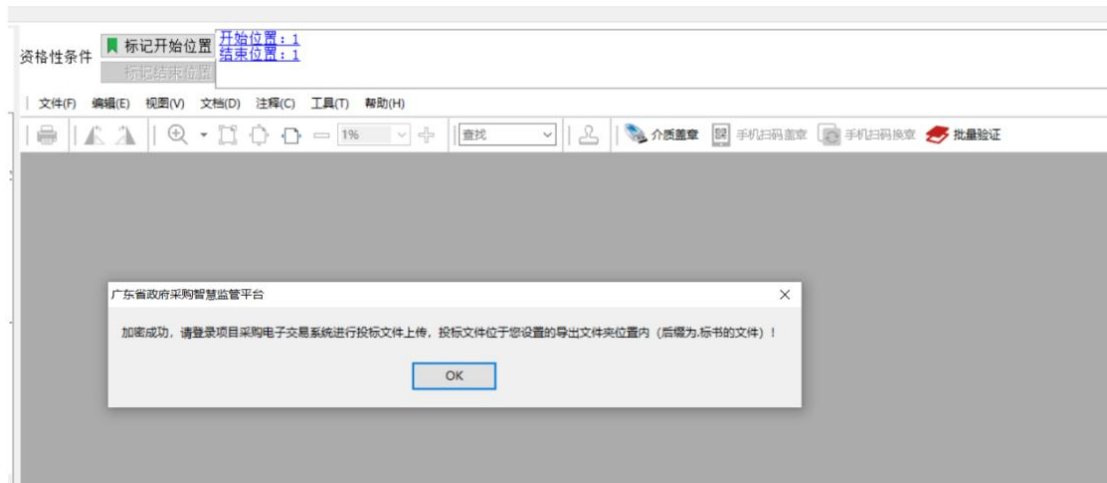 资格性条件
标记开始位置
标记结束位置
开始位置：1
结束位置：1
文件(F) 编辑(E) 视图(V) 文档(D) 注释(C) 工具(T) 帮助(H)
1% 查找 介质盖章 手机扫码盖章 手机扫码换章 批量验证
广东省政府采购智慧监管平台
加密成功，请登录项目采购电子交易系统进行投标文件上传，投标文件位于您设置的导出文件夹位置内（后缀为.标书的文件）！
OK